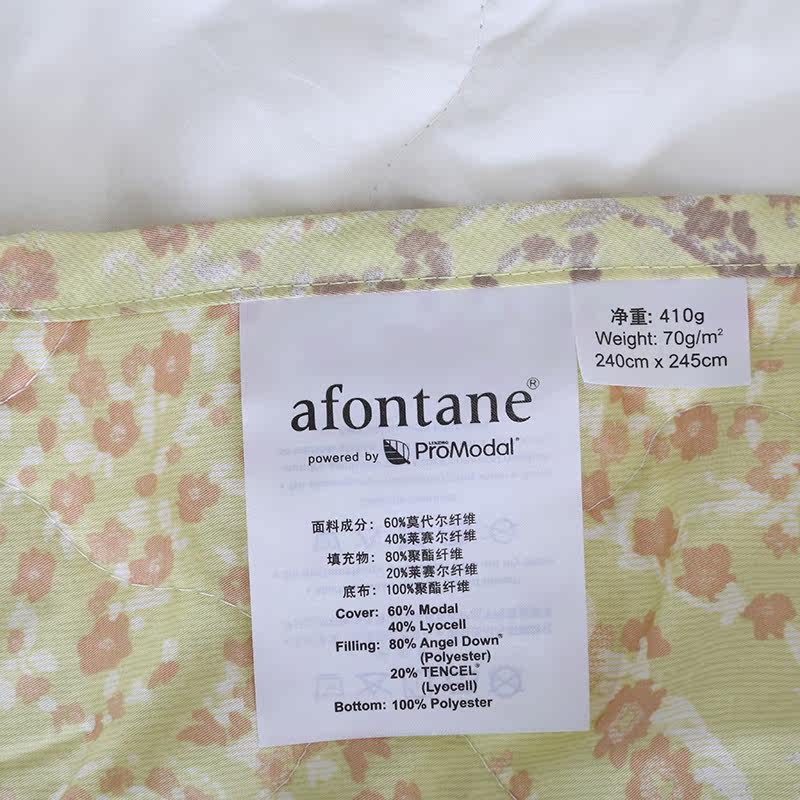 净重: 410g
Weight: 70g/m²
240cm x 245cm
afontane®
powered by LENZING ProModal®
面料成分: 60%莫代尔纤维
40%莱赛尔纤维
填充物: 80%聚酯纤维
20%莱赛尔纤维
底布: 100%聚酯纤维
Cover: 60% Modal
40% Lyocell
Filling: 80% Angel Down®
(Polyester)
20% TENCEL®
(Lyocell)
Bottom: 100% Polyester